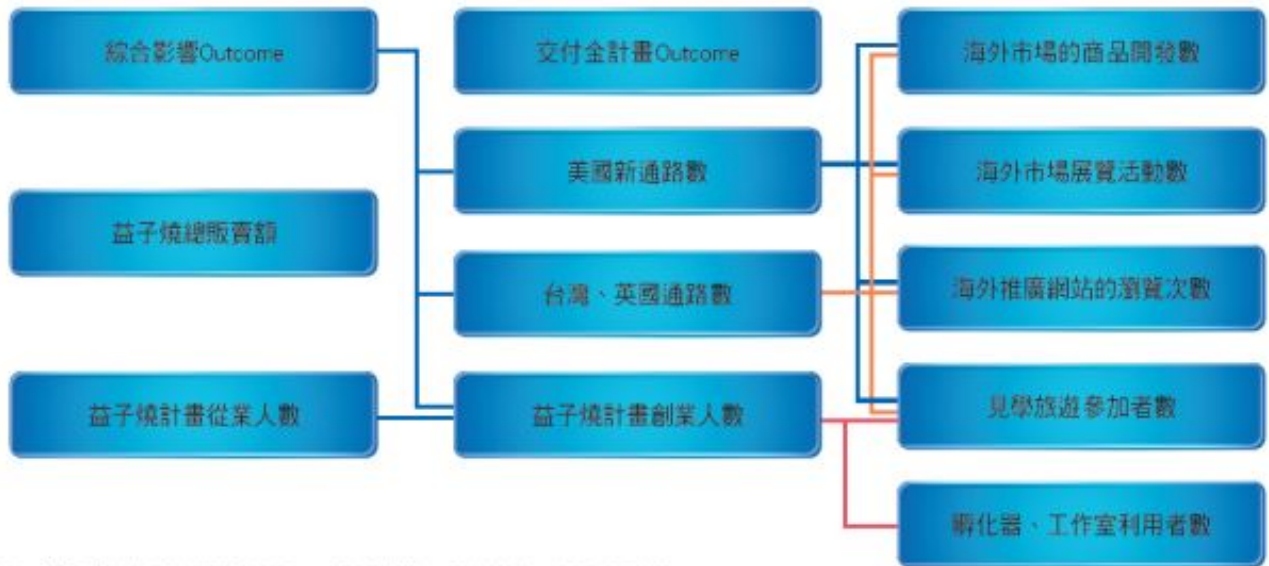 綜合影響Outcome
交付金計畫Outcome
海外市場的商品開發數
美國新通路數
海外市場展覽活動數
益子燒總販賣額
台灣、英國通路數
海外推廣網站的瀏覽次數
益子燒計畫從業人數
益子燒計畫創業人數
見學旅遊參加者數
孵化器、工作室利用者數